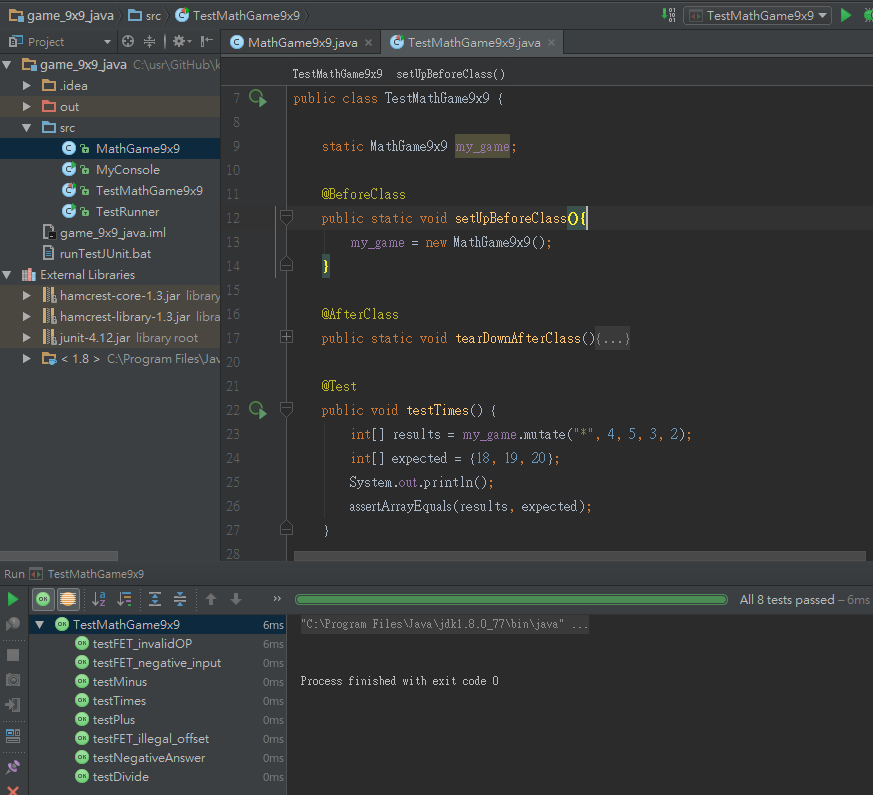 game_9x9_java src TestMathGame9x9 TestMathGame9x9
Project MathGame9x9.java TestMathGame9x9.java
game_9x9_java C:\usr\GitHub\k
.idea
out
src
MathGame9x9
MyConsole
TestMathGame9x9
TestRunner
game_9x9_java.iml
runTestJUnit.bat
External Libraries
hamcrest-core-1.3.jar library
hamcrest-library-1.3.jar libra
junit-4.12.jar library root
< 1.8 > C:\Program Files\Jav
TestMathGame9x9 setUpBeforeClass()
7 public class TestMathGame9x9 {
8
9 static MathGame9x9 my_game;
10
11 @BeforeClass
12 public static void setUpBeforeClass(){
13 my_game = new MathGame9x9();
14 }
15
16 @AfterClass
17 public static void tearDownAfterClass(){...}
20
21 @Test
22 public void testTimes() {
23 int[] results = my_game.mutate("*", 4, 5, 3, 2);
24 int[] expected = {18, 19, 20};
25 System.out.println();
26 assertArrayEquals(results, expected);
27 }
28
Run TestMathGame9x9
All 8 tests passed – 6ms
TestMathGame9x9 6ms
testFET_invalidOP 6ms
testFET_negative_input 0ms
testMinus 0ms
testTimes 0ms
testPlus 0ms
testFET_illegal_offset 0ms
testNegativeAnswer 0ms
testDivide 0ms
"C:\Program Files\Java\jdk1.8.0_77\bin\java" ...
Process finished with exit code 0